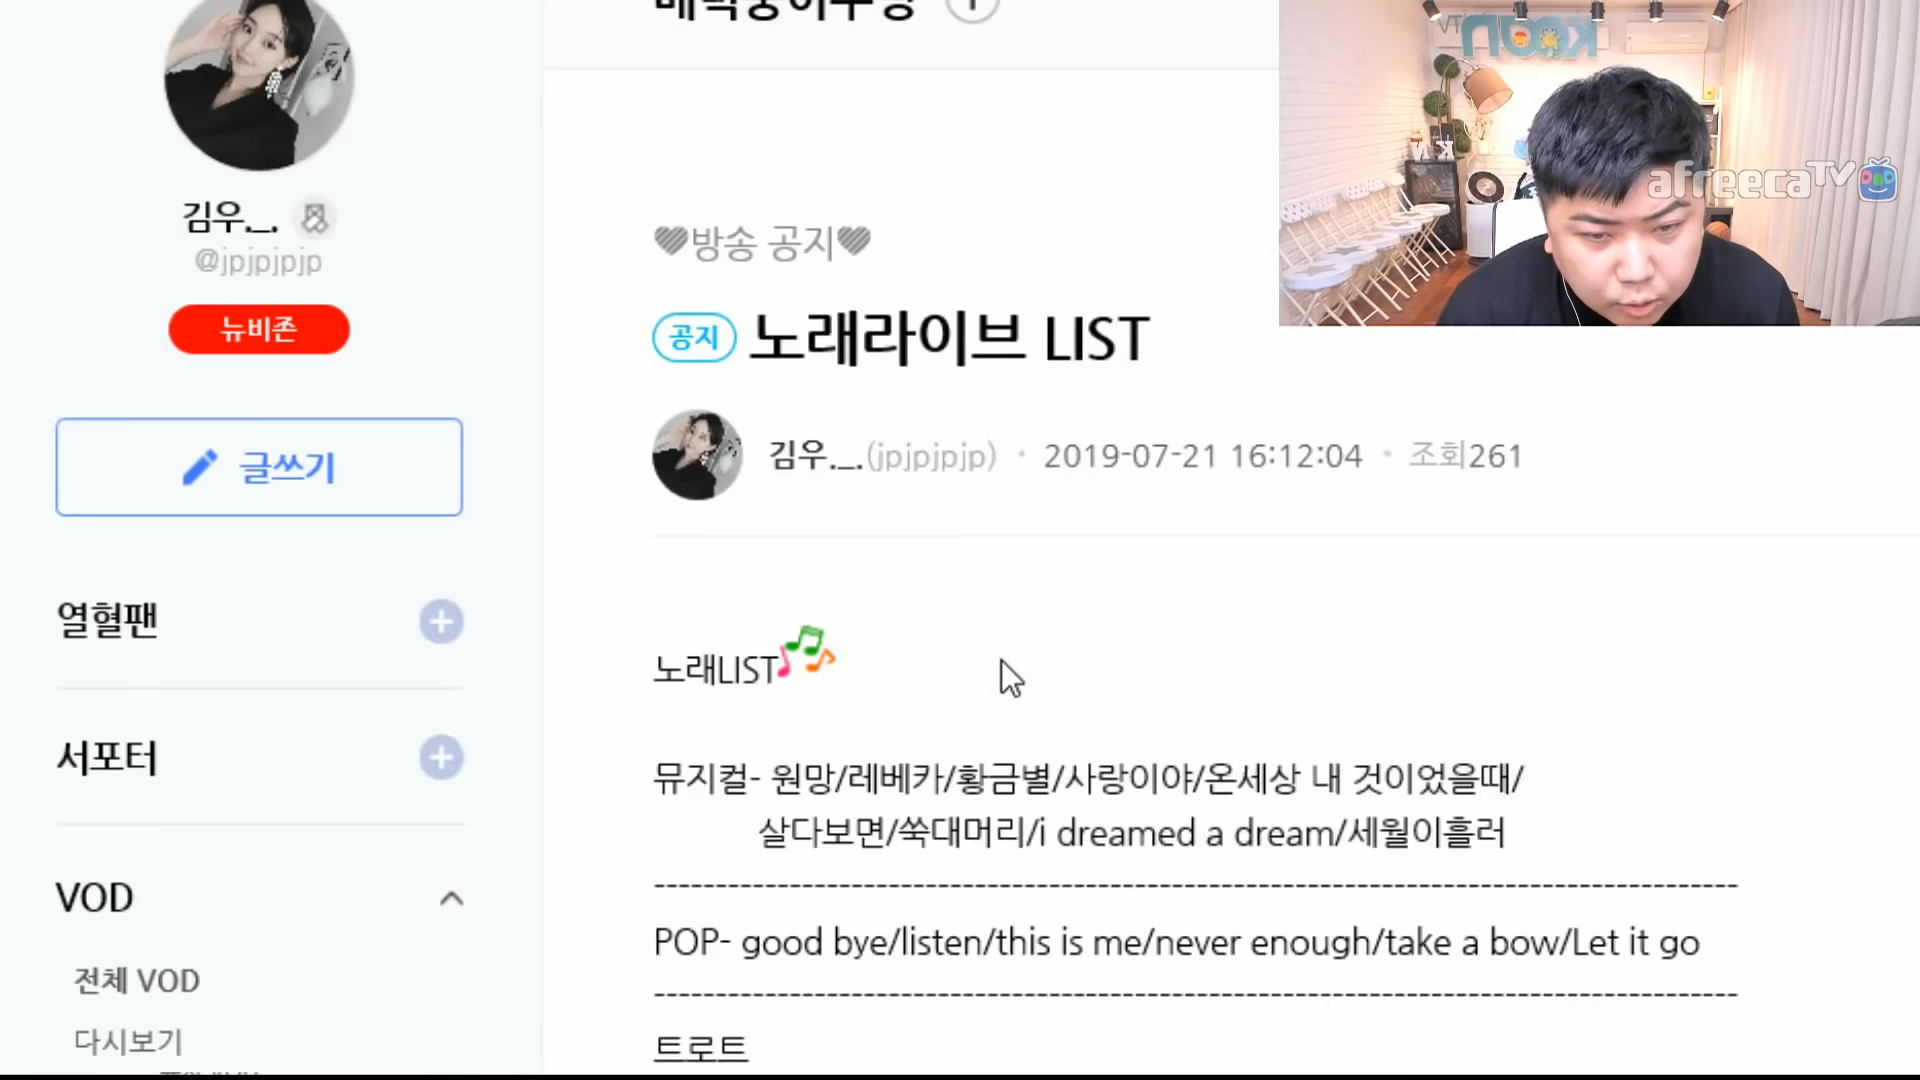 김우._.
@jpjpjpjp
뉴비존
글쓰기
열혈팬
서포터
VOD
전체 VOD
다시보기
🩶방송 공지🩶
공지 노래라이브 LIST
김우._.(jpjpjpjp) • 2019-07-21 16:12:04 • 조회261
노래LIST🎶
뮤지컬- 원망/레베카/황금별/사랑이야/온세상 내 것이었을때/
살다보면/쑥대머리/i dreamed a dream/세월이흘러
--------------------------------------------------------------------------------
POP- good bye/listen/this is me/never enough/take a bow/Let it go
--------------------------------------------------------------------------------
트로트
afreecaTV